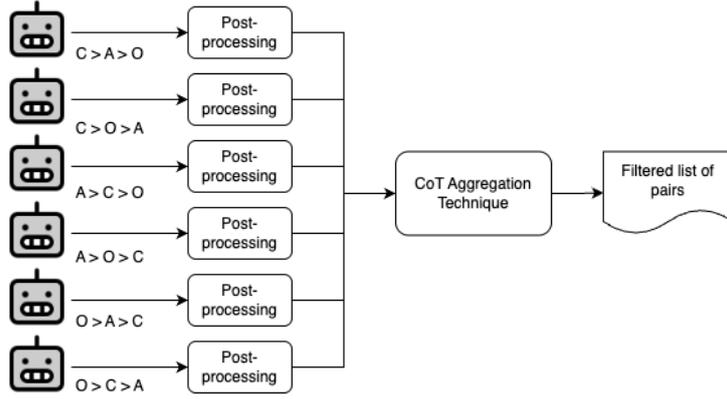 Post-
processing
C > A > O
Post-
processing
C > O > A
Post-
processing
A > C > O
Post-
processing
A > O > C
Post-
processing
O > A > C
Post-
processing
O > C > A
CoT Aggregation
Technique
Filtered list of
pairs